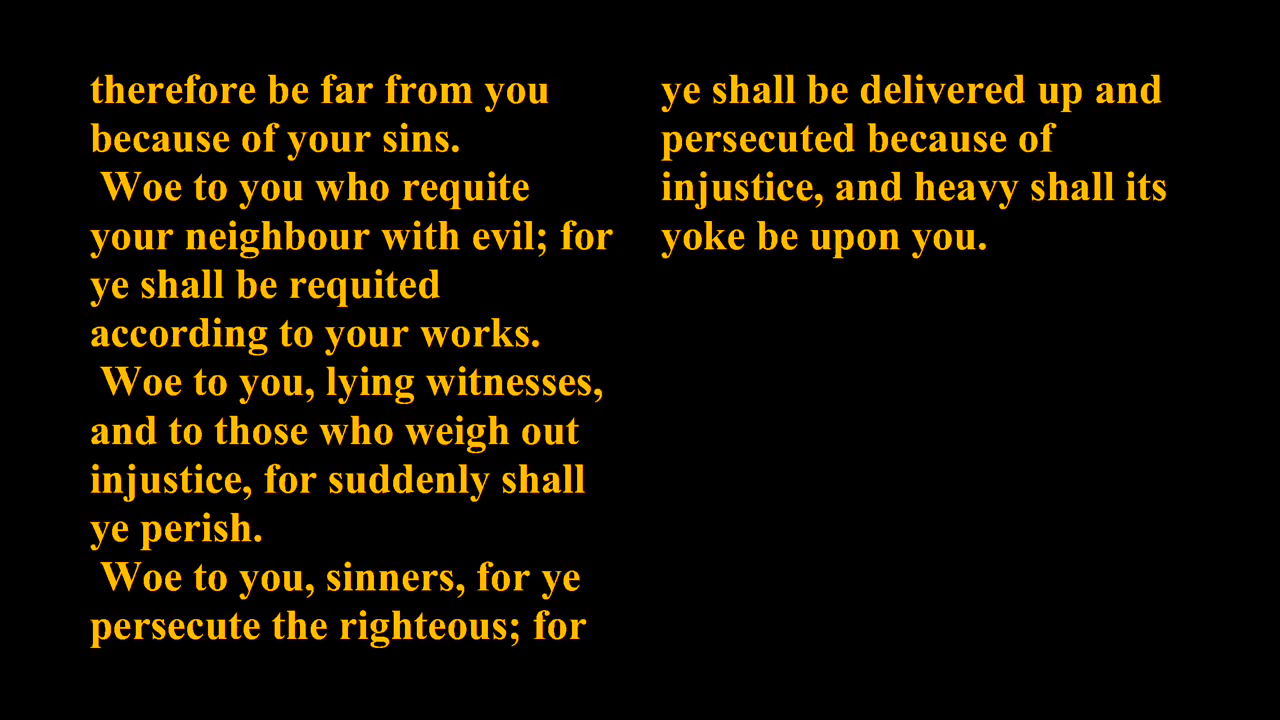 therefore be far from you
because of your sins.
Woe to you who requite
your neighbour with evil; for
ye shall be requited
according to your works.
Woe to you, lying witnesses,
and to those who weigh out
injustice, for suddenly shall
ye perish.
Woe to you, sinners, for ye
persecute the righteous; for
ye shall be delivered up and
persecuted because of
injustice, and heavy shall its
yoke be upon you.